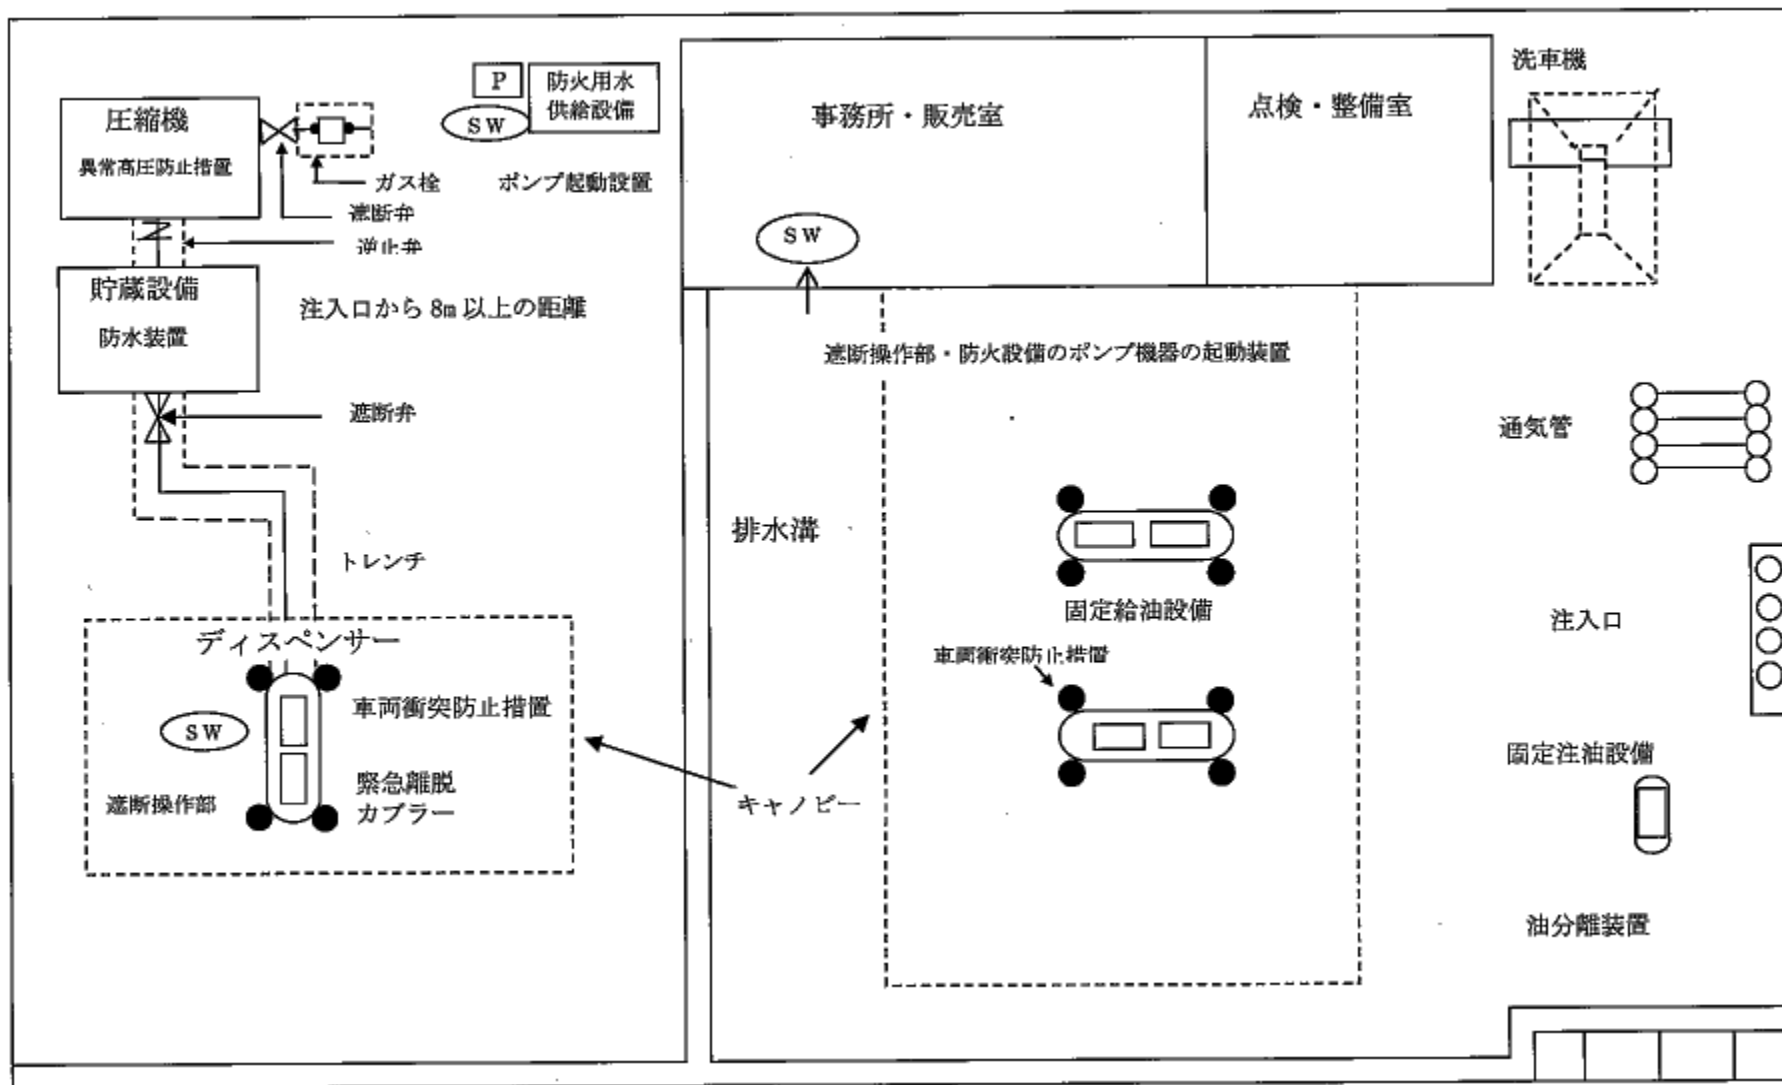 洗車機
P
防火用水
供給設備
SW
圧縮機
異常高圧防止措置
事務所・販売室
点検・整備室
ガス栓
ポンプ起動設置
遮断弁
逆止弁
SW
貯蔵設備
防水装置
注入口から 8m 以上の距離
遮断操作部・防火設備のポンプ機器の起動装置
遮断弁
通気管
排水溝
トレンチ
固定給油設備
注入口
ディスペンサー
車両衝突防止措置
車両衝突防止措置
SW
固定注油設備
緊急離脱
カプラー
遮断操作部
キャノピー
油分離装置